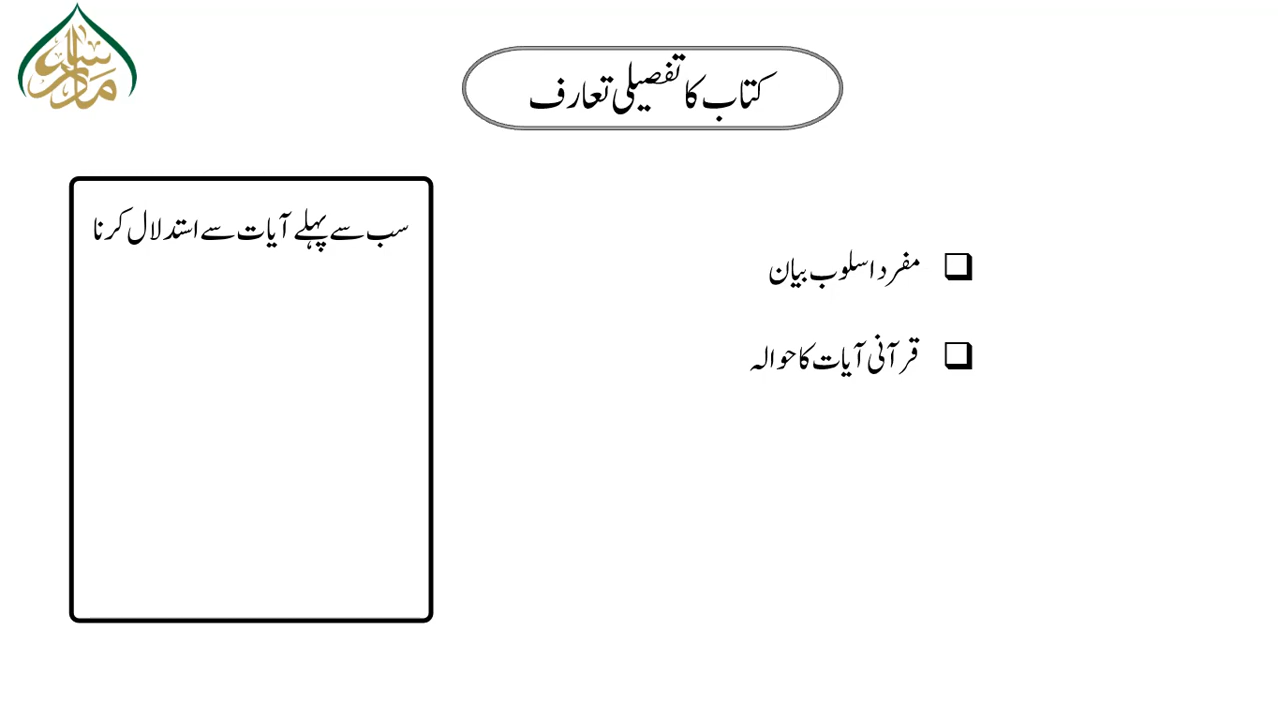 کتاب کا تفصیلی تعارف
مفرد اسلوب بیان
قرآنی آیات کا حوالہ
سب سے پہلے آیات سے استدلال کرنا